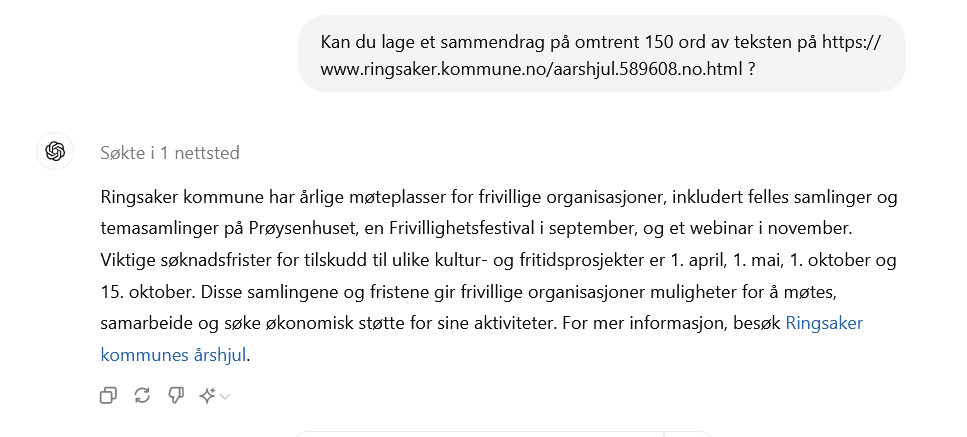 Kan du lage et sammendrag på omtrent 150 ord av teksten på https://
www.ringsaker.kommune.no/aarshjul.589608.no.html ?
Søkte i 1 nettsted
Ringsaker kommune har årlige møteplasser for frivillige organisasjoner, inkludert felles samlinger og
temasamlinger på Prøysenhuset, en Frivillighetsfestival i september, og et webinar i november.
Viktige søknadsfrister for tilskudd til ulike kultur- og fritidsprosjekter er 1. april, 1. mai, 1. oktober og
15. oktober. Disse samlingene og fristene gir frivillige organisasjoner muligheter for å møtes,
samarbeide og søke økonomisk støtte for sine aktiviteter. For mer informasjon, besøk Ringsaker
kommunes årshjul.